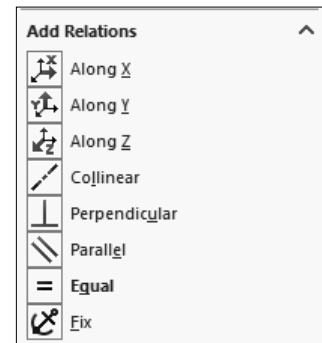 Add Relations
Along X
Along Y
Along Z
Collinear
Perpendicular
Parallel
Equal
Fix